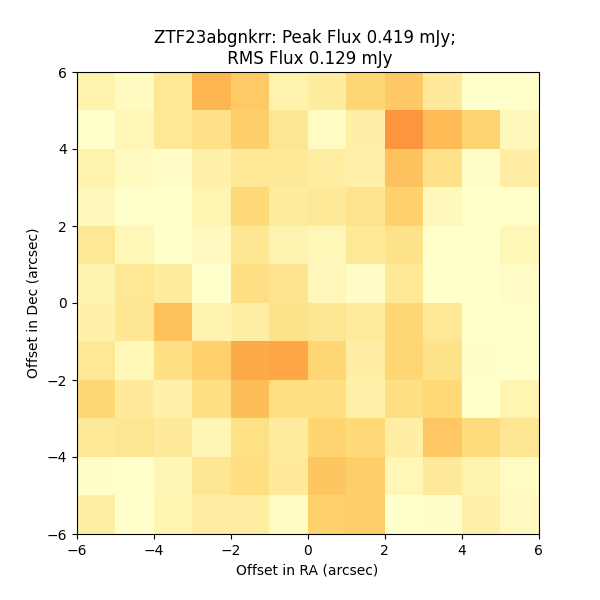 ZTF23abgnkrr: Peak Flux 0.419 mJy;
RMS Flux 0.129 mJy
6
4
2
0
−2
−4
−6
Offset in Dec (arcsec)
−6 −4 −2 0 2 4 6
Offset in RA (arcsec)